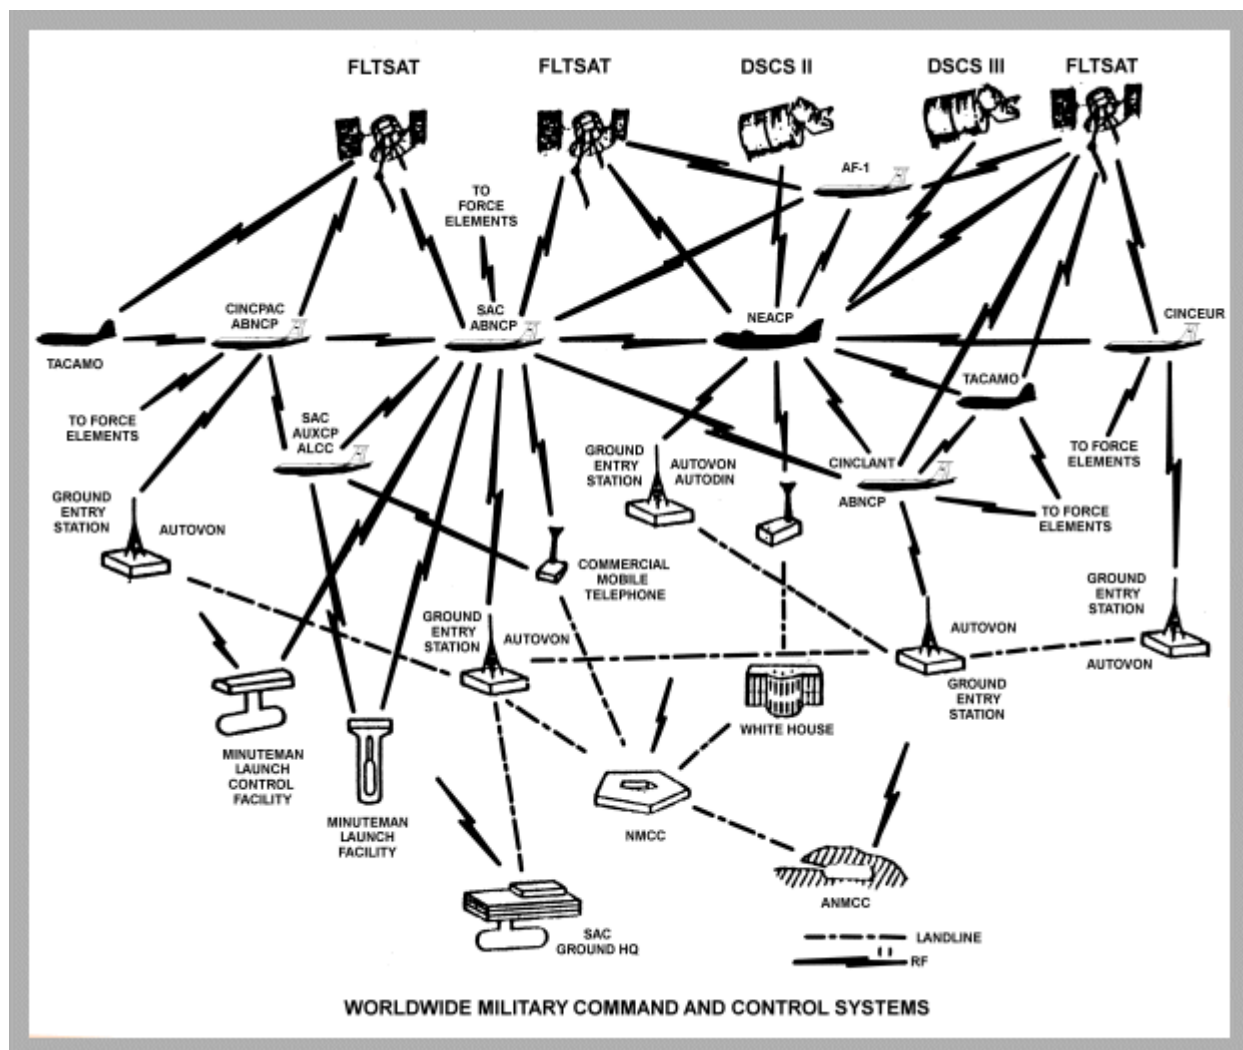 FLTSAT
FLTSAT
DSCS II
DSCS III
FLTSAT
AF-1
TO
FORCE
ELEMENTS
CINCPAC
ABNCP
SAC
ABNCP
NEACP
CINCEUR
TACAMO
TACAMO
TO FORCE
ELEMENTS
SAC
AUXCP
ALCC
GROUND
ENTRY
STATION
AUTOVON
AUTODIN
CINCLANT
ABNCP
TO FORCE
ELEMENTS
GROUND
ENTRY
STATION
AUTOVON
TO FORCE
ELEMENTS
COMMERCIAL
MOBILE
TELEPHONE
GROUND
ENTRY
STATION
GROUND
ENTRY
STATION
AUTOVON
AUTOVON
AUTOVON
GROUND
ENTRY
STATION
WHITE HOUSE
MINUTEMAN
LAUNCH
CONTROL
FACILITY
MINUTEMAN
LAUNCH
FACILITY
NMCC
ANMCC
SAC
GROUND HQ
LANDLINE
RF
WORLDWIDE MILITARY COMMAND AND CONTROL SYSTEMS